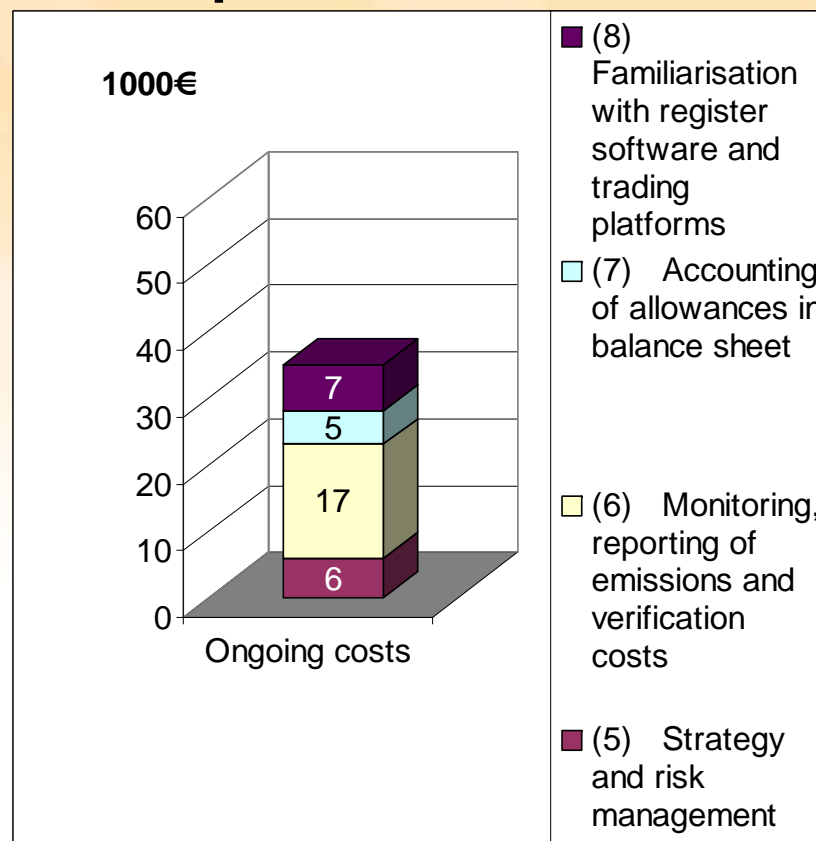 1000€
60
50
40
30
20
10
0
7
5
17
6
Ongoing costs
(8)
Familiarisation
with register
software and
trading
platforms
(7) Accounting
of allowances in
balance sheet
(6) Monitoring,
reporting of
emissions and
verification
costs
(5) Strategy
and risk
management